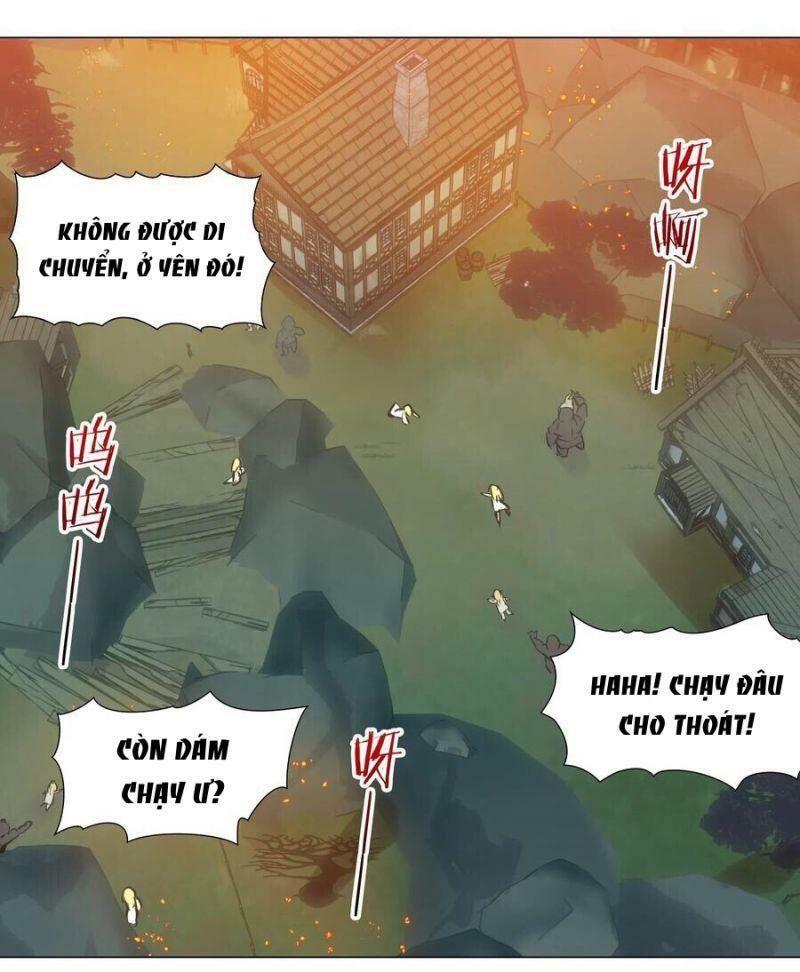 呀
啊
KHÔNG ĐƯỢC DI
CHUYỂN, Ở YÊN ĐÓ!
呜
呜
HAHA! CHẠY ĐÂU
CHO THOÁT!
CÒN DÁM
CHẠY Ư?
呀